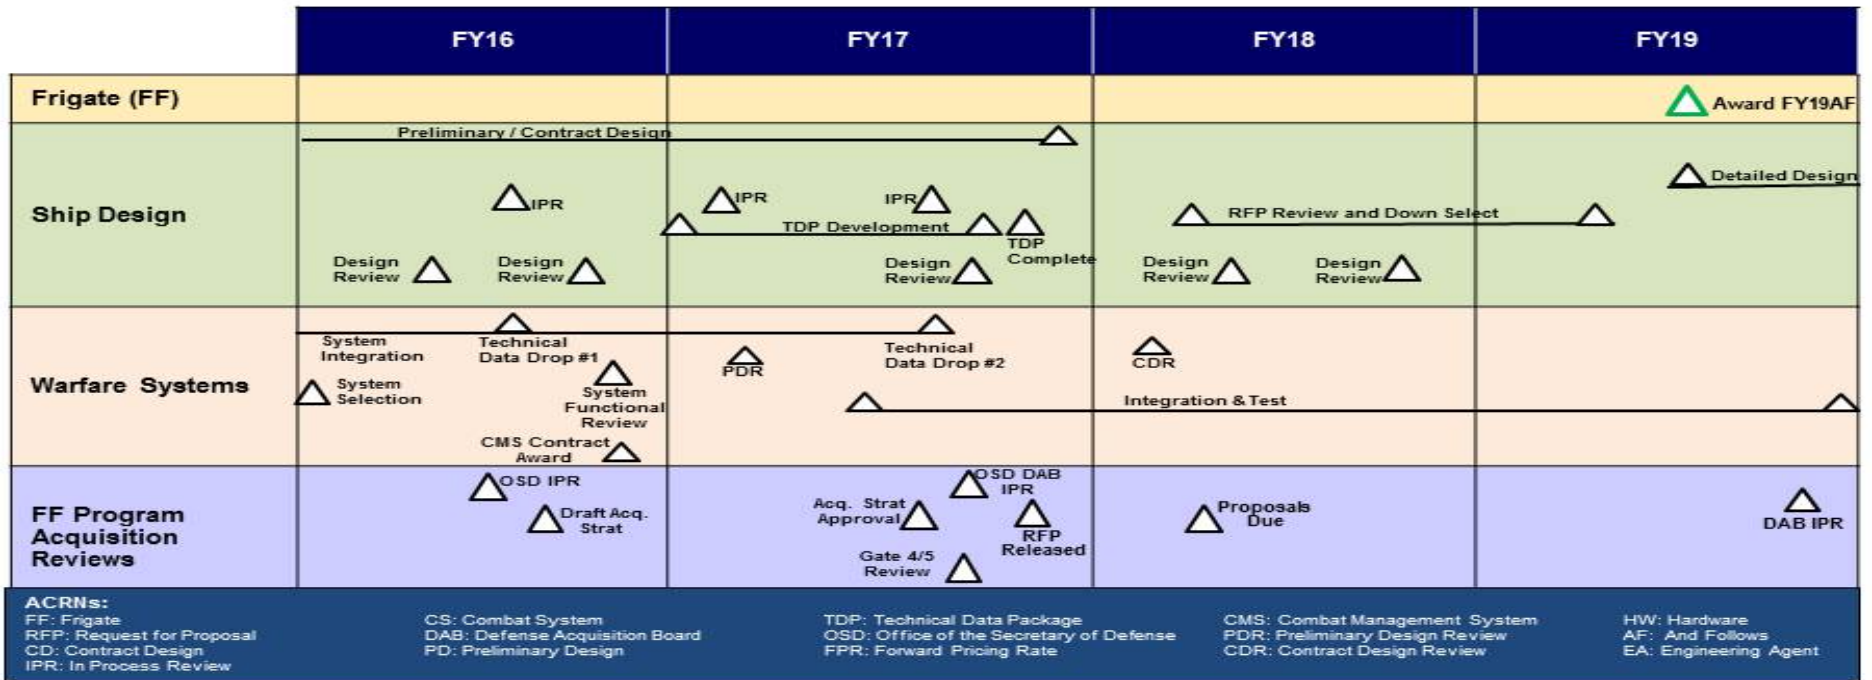 FY16
FY17
FY18
FY19
Frigate (FF)
Award FY19AF
Ship Design
Preliminary / Contract Design
Detailed Design
IPR
IPR
IPR
RFP Review and Down Select
TDP Development
TDP
Complete
Design
Review
Design
Review
Design
Review
Design
Review
Design
Review
Warfare Systems
System
Integration
Technical
Data Drop #1
Technical
Data Drop #2
PDR
CDR
System
Selection
System
Functional
Review
Integration & Test
CMS Contract
Award
FF Program
Acquisition
Reviews
OSD IPR
Draft Acq.
Strat
OSD DAB
IPR
Acq. Strat
Approval
RFP
Released
Gate 4/5
Review
Proposals
Due
DAB IPR
ACRNs:
FF: Frigate
RFP: Request for Proposal
CD: Contract Design
IPR: In Process Review
CS: Combat System
DAB: Defense Acquisition Board
PD: Preliminary Design
TDP: Technical Data Package
OSD: Office of the Secretary of Defense
FPR: Forward Pricing Rate
CMS: Combat Management System
PDR: Preliminary Design Review
CDR: Contract Design Review
HW: Hardware
AF: And Follows
EA: Engineering Agent